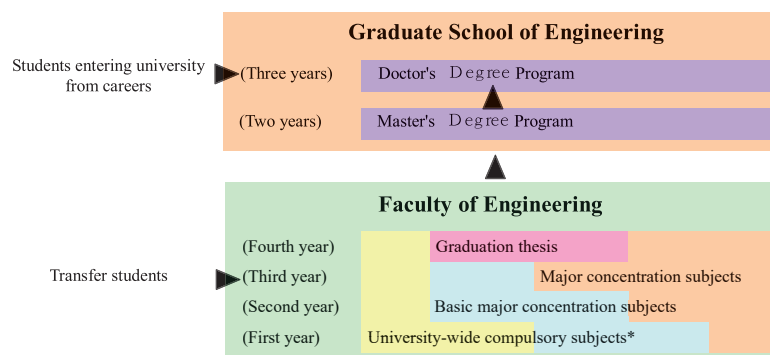 Graduate School of Engineering
Students entering university
from careers
(Three years) Doctor's Degree Program
(Two years) Master's Degree Program
Faculty of Engineering
(Fourth year) Graduation thesis
Transfer students
(Third year) Major concentration subjects
(Second year) Basic major concentration subjects
(First year) University-wide compulsory subjects*